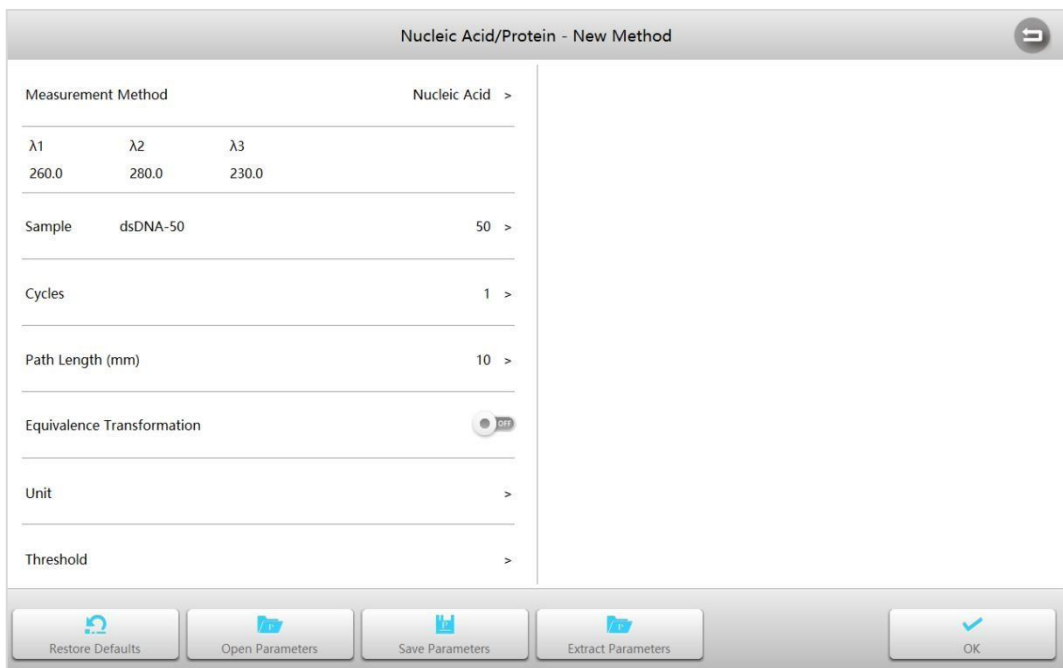 Nucleic Acid/Protein - New Method
Measurement Method Nucleic Acid >
λ1 λ2 λ3
260.0 280.0 230.0
Sample dsDNA-50 50 >
Cycles 1 >
Path Length (mm) 10 >
Equivalence Transformation OFF
Unit >
Threshold >
Restore Defaults Open Parameters Save Parameters Extract Parameters OK